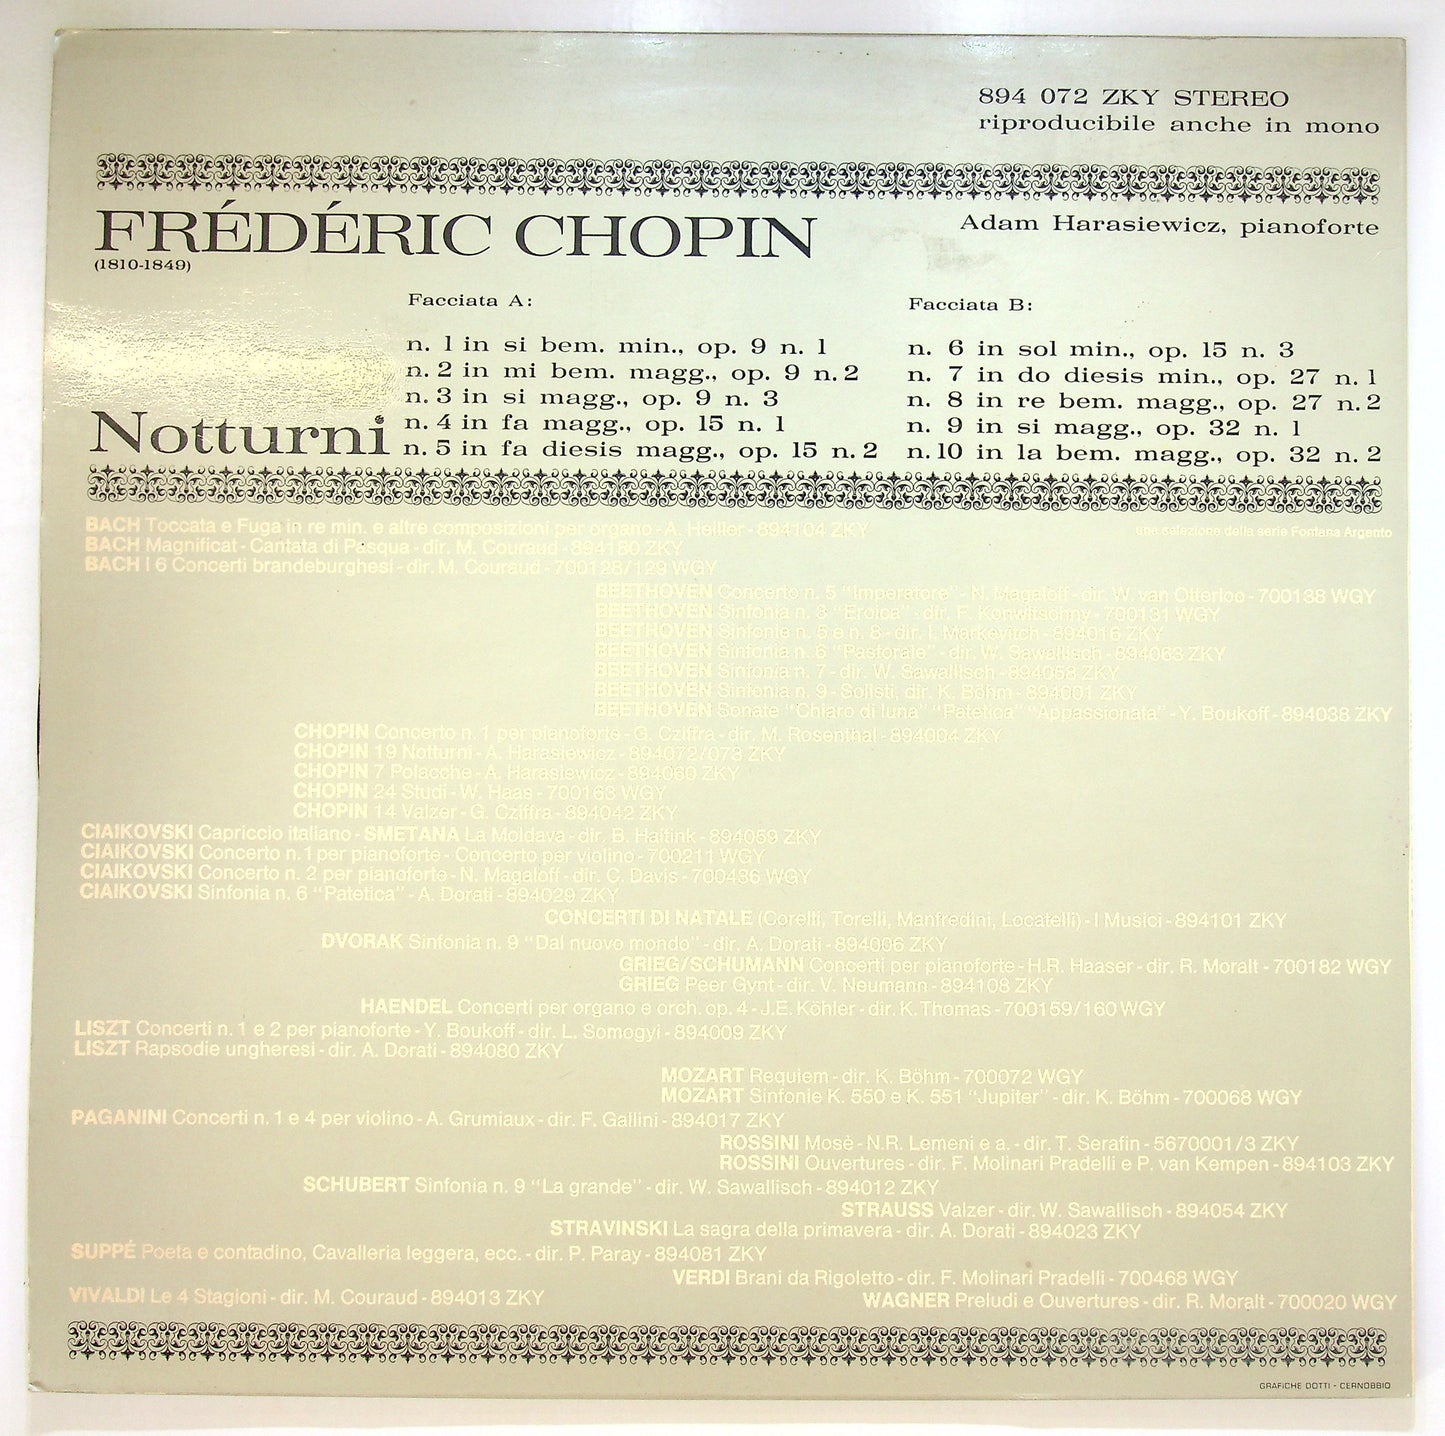 894 072 ZKY STEREO
riproducibile anche in mono
FRÉDÉRIC CHOPIN
(1810-1849)
Adam Harasiewicz, pianoforte
Notturni
Facciata A:
n. 1 in si bem. min., op. 9 n. 1
n. 2 in mi bem. magg., op. 9 n. 2
n. 3 in si magg., op. 9 n. 3
n. 4 in fa magg., op. 15 n. 1
n. 5 in fa diesis magg., op. 15 n. 2
Facciata B:
n. 6 in sol min., op. 15 n. 3
n. 7 in do diesis min., op. 27 n. 1
n. 8 in re bem. magg., op. 27 n. 2
n. 9 in si magg., op. 32 n. 1
n. 10 in la bem. magg., op. 32 n. 2
una selezione della serie Fontana Argento
BACH Toccata e Fuga in re min. e altre composizioni per organo - A. Heiller - 894104 ZKY
BACH Magnificat - Cantata di Pasqua - dir. M. Couraud - 894180 ZKY
BACH I 6 Concerti brandeburghesi - dir. M. Couraud - 700128/129 WGY
BEETHOVEN Concerto n. 5 "Imperatore" - N. Magaloff - dir. W. van Otterloo - 700138 WGY
BEETHOVEN Sinfonia n. 3 "Eroica" - dir. F. Konwitschny - 700131 WGY
BEETHOVEN Sinfonie n. 5 e n. 8 - dir. I. Markevitch - 894016 ZKY
BEETHOVEN Sinfonia n. 6 "Pastorale" - dir. W. Sawallisch - 894063 ZKY
BEETHOVEN Sinfonia n. 7 - dir. W. Sawallisch - 894058 ZKY
BEETHOVEN Sinfonia n. 9 - Solisti, dir. K. Böhm - 894001 ZKY
BEETHOVEN Sonate "Chiaro di luna" "Patetica" "Appassionata" - Y. Boukoff - 894038 ZKY
CHOPIN Concerto n. 1 per pianoforte - G. Cziffra - dir. M. Rosenthal - 894004 ZKY
CHOPIN 19 Notturni - A. Harasiewicz - 894072/073 ZKY
CHOPIN 7 Polacche - A. Harasiewicz - 894060 ZKY
CHOPIN 24 Studi - W. Haas - 700163 WGY
CHOPIN 14 Valzer - G. Cziffra - 894042 ZKY
CIAIKOVSKI Capriccio italiano - SMETANA La Moldava - dir. B. Haitink - 894059 ZKY
CIAIKOVSKI Concerto n. 1 per pianoforte - Concerto per violino - 700211 WGY
CIAIKOVSKI Concerto n. 2 per pianoforte - N. Magaloff - dir. C. Davis - 700436 WGY
CIAIKOVSKI Sinfonia n. 6 "Patetica" - A. Dorati - 894029 ZKY
CONCERTI DI NATALE (Corelli, Torelli, Manfredini, Locatelli) - I Musici - 894101 ZKY
DVORAK Sinfonia n. 9 "Dal nuovo mondo" - dir. A. Dorati - 894006 ZKY
GRIEG/SCHUMANN Concerti per pianoforte - H.R. Haaser - dir. R. Moralt - 700182 WGY
GRIEG Peer Gynt - dir. V. Neumann - 894108 ZKY
HAENDEL Concerti per organo e orch. op. 4 - J.E. Köhler - dir. K. Thomas - 700159/160 WGY
LISZT Concerti n. 1 e 2 per pianoforte - Y. Boukoff - dir. L. Somogyi - 894009 ZKY
LISZT Rapsodie ungheresi - dir. A. Dorati - 894080 ZKY
MOZART Requiem - dir. K. Böhm - 700072 WGY
MOZART Sinfonie K. 550 e K. 551 "Jupiter" - dir. K. Böhm - 700068 WGY
PAGANINI Concerti n. 1 e 4 per violino - A. Grumiaux - dir. F. Gallini - 894017 ZKY
ROSSINI Mosè - N.R. Lemeni e a. - dir. T. Serafin - 5670001/3 ZKY
ROSSINI Ouvertures - dir. F. Molinari Pradelli e P. van Kempen - 894103 ZKY
SCHUBERT Sinfonia n. 9 "La grande" - dir. W. Sawallisch - 894012 ZKY
STRAUSS Valzer - dir. W. Sawallisch - 894054 ZKY
STRAVINSKI La sagra della primavera - dir. A. Dorati - 894023 ZKY
SUPPÉ Poeta e contadino, Cavalleria leggera, ecc. - dir. P. Paray - 894081 ZKY
VERDI Brani da Rigoletto - dir. F. Molinari Pradelli - 700468 WGY
VIVALDI Le 4 Stagioni - dir. M. Couraud - 894013 ZKY
WAGNER Preludi e Ouvertures - dir. R. Moralt - 700020 WGY
GRAFICHE DOTTI - CERNOBBIO